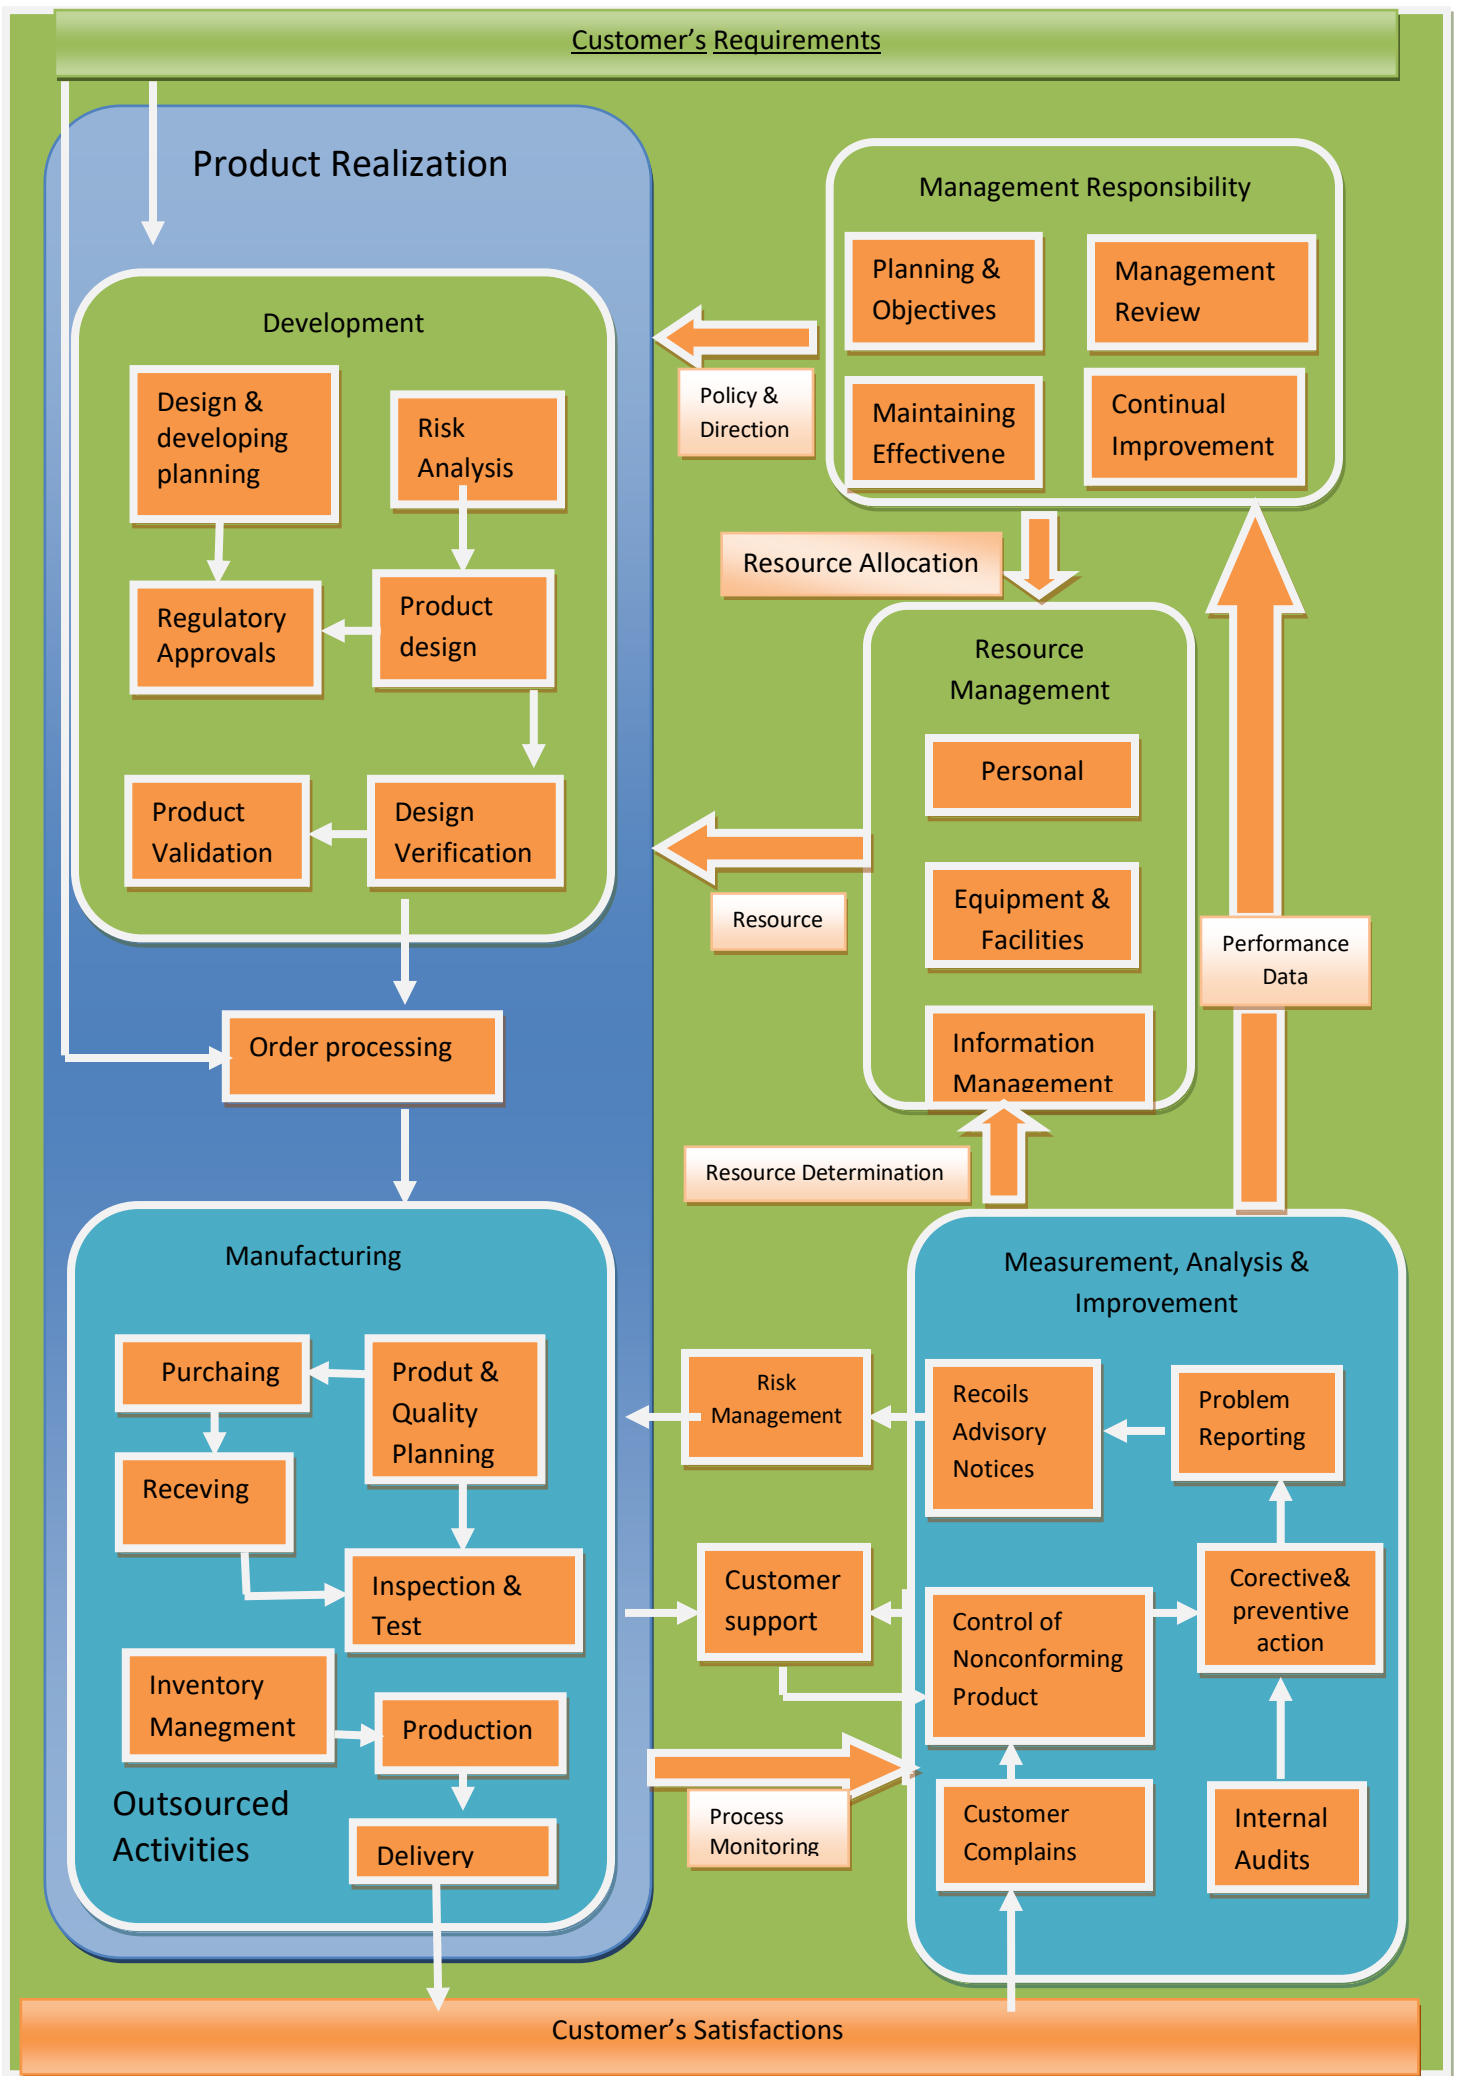 Customer’s Requirements
Product Realization
Development
Design &
developing
planning
Risk
Analysis
Regulatory
Approvals
Product
design
Product
Validation
Design
Verification
Order processing
Manufacturing
Purchaing
Produt &
Quality
Planning
Receving
Inspection &
Test
Inventory
Manegment
Production
Outsourced
Activities
Delivery
Management Responsibility
Planning &
Objectives
Management
Review
Maintaining
Effectivene
Continual
Improvement
Policy &
Direction
Resource Allocation
Resource
Management
Personal
Equipment &
Facilities
Information
Management
Resource
Performance
Data
Resource Determination
Measurement, Analysis &
Improvement
Risk
Management
Recoils
Advisory
Notices
Problem
Reporting
Customer
support
Control of
Nonconforming
Product
Corective&
preventive
action
Process
Monitoring
Customer
Complains
Internal
Audits
Customer’s Satisfactions